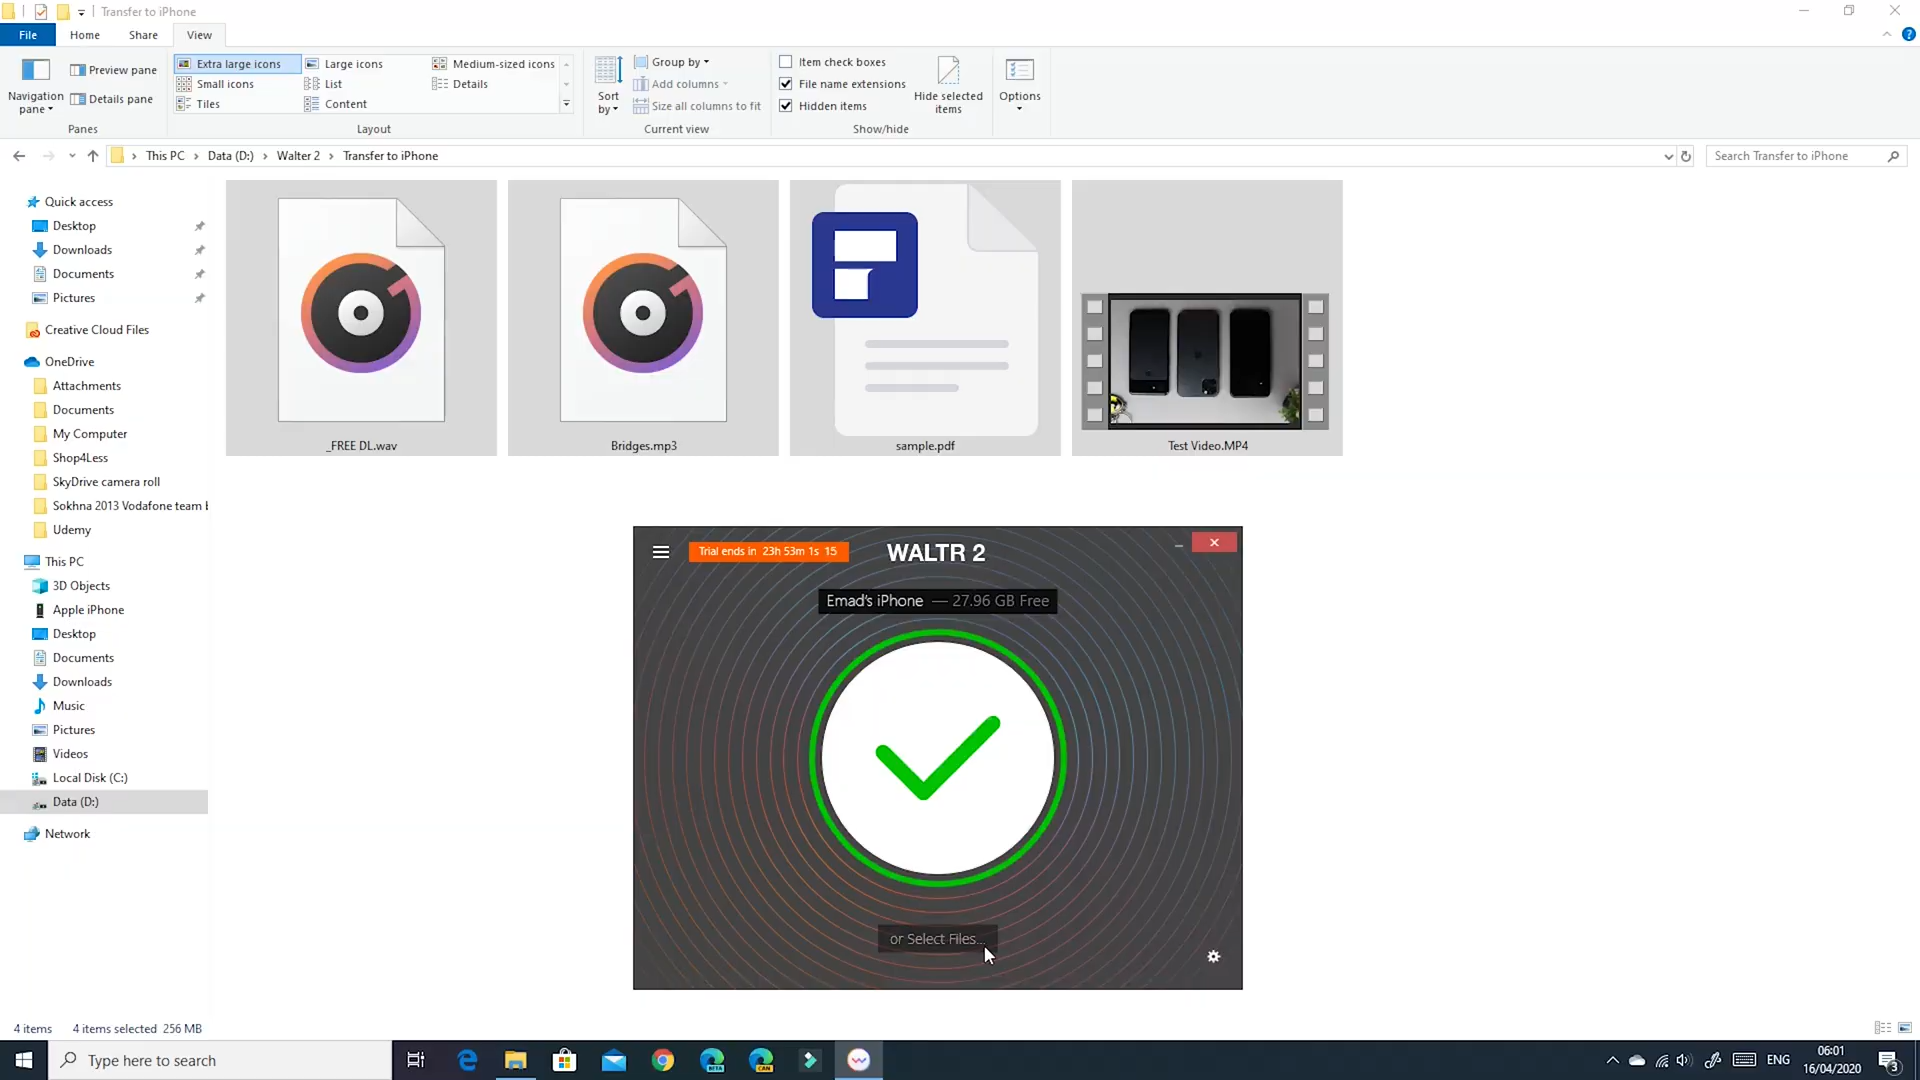 Transfer to iPhone
File Home Share View
Navigation pane
Preview pane
Details pane
Panes
Extra large icons Large icons Medium-sized icons
Small icons List Details
Tiles Content
Layout
Sort by
Group by
Add columns
Size all columns to fit
Current view
Item check boxes
File name extensions
Hidden items
Hide selected items
Show/hide
Options
This PC Data (D:) Walter 2 Transfer to iPhone
Search Transfer to iPhone
Quick access
Desktop
Downloads
Documents
Pictures
Creative Cloud Files
OneDrive
Attachments
Documents
My Computer
Shop4Less
SkyDrive camera roll
Sokhna 2013 Vodafone team
Udemy
This PC
3D Objects
Apple iPhone
Desktop
Documents
Downloads
Music
Pictures
Videos
Local Disk (C:)
Data (D:)
Network
_FREE DL.wav
Bridges.mp3
sample.pdf
Test Video.MP4
Trial ends in 23h 53m 1s 15
WALTR 2
Emad's iPhone — 27.96 GB Free
or Select Files...
4 items 4 items selected 256 MB
Type here to search
BETA
CAN
ENG
06:01
16/04/2020
3